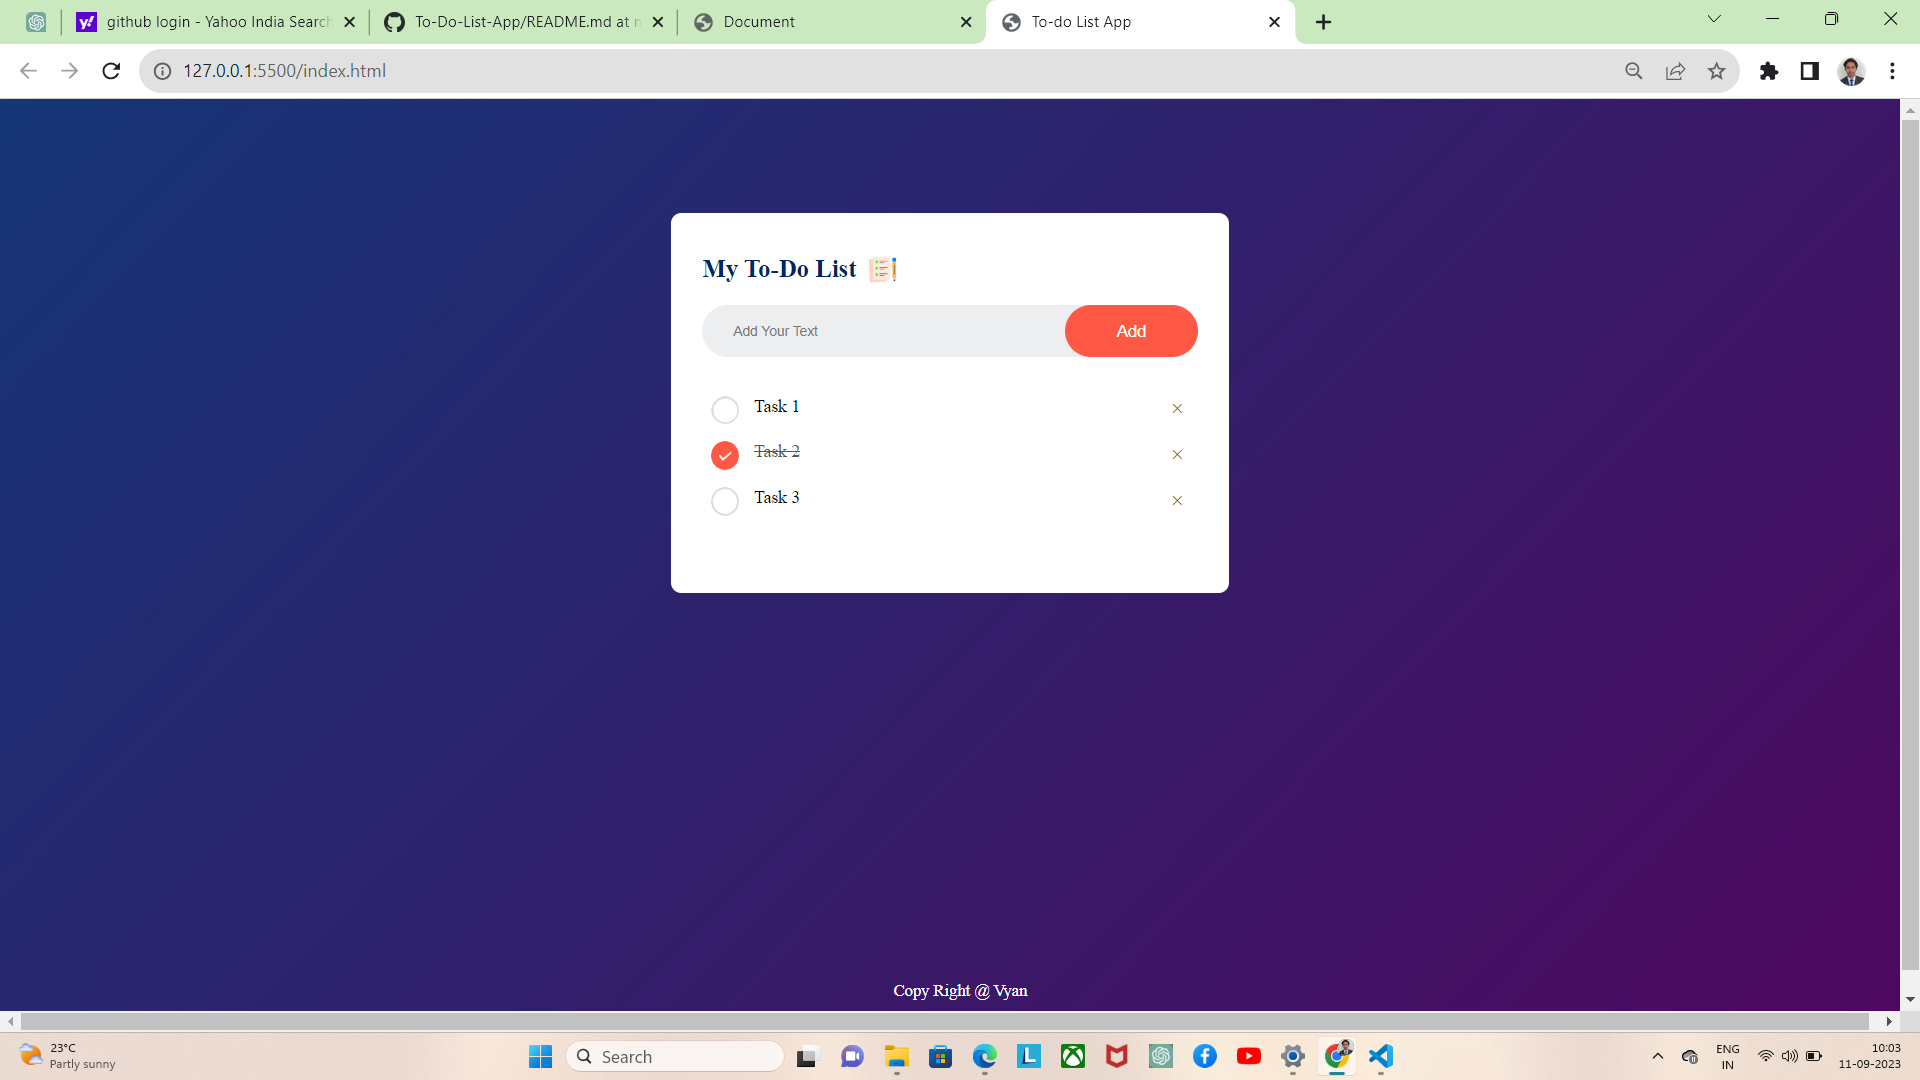 github login - Yahoo India Search
To-Do-List-App/README.md at m
Document
To-do List App
127.0.0.1:5500/index.html
My To-Do List
Add Your Text
Add
Task 1
Task 2
Task 3
Copy Right @ Vyan
23°C
Partly sunny
Search
ENG
IN
10:03
11-09-2023